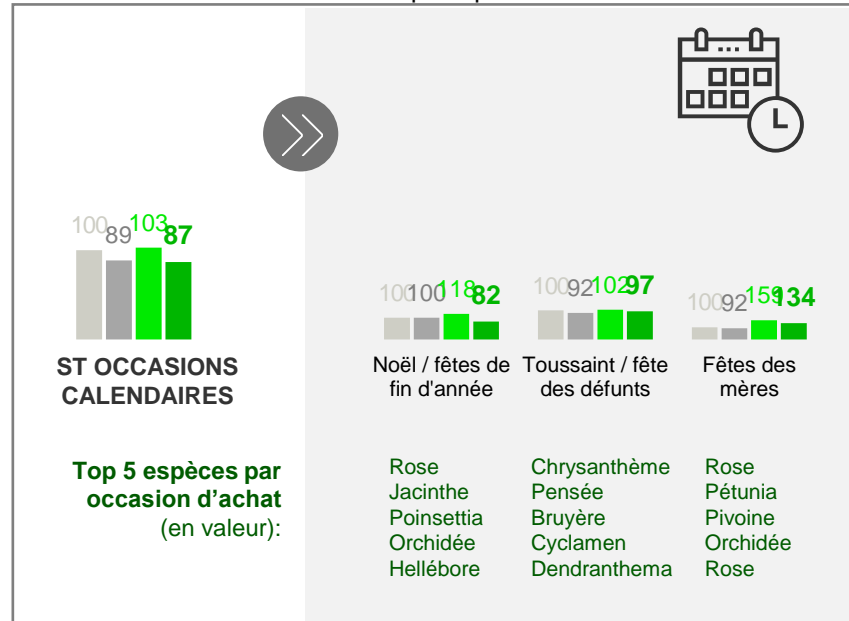 100 89 103 87
ST OCCASIONS
CALENDAIRES
100 100 118 82
Noël / fêtes de
fin d'année
100 92 102 97
Toussaint / fête
des défunts
100 92 159 134
Fêtes des
mères
Top 5 espèces par
occasion d'achat
(en valeur):
Rose
Jacinthe
Poinsettia
Orchidée
Hellébore
Chrysanthème
Pensée
Bruyère
Cyclamen
Dendranthema
Rose
Pétunia
Pivoine
Orchidée
Rose